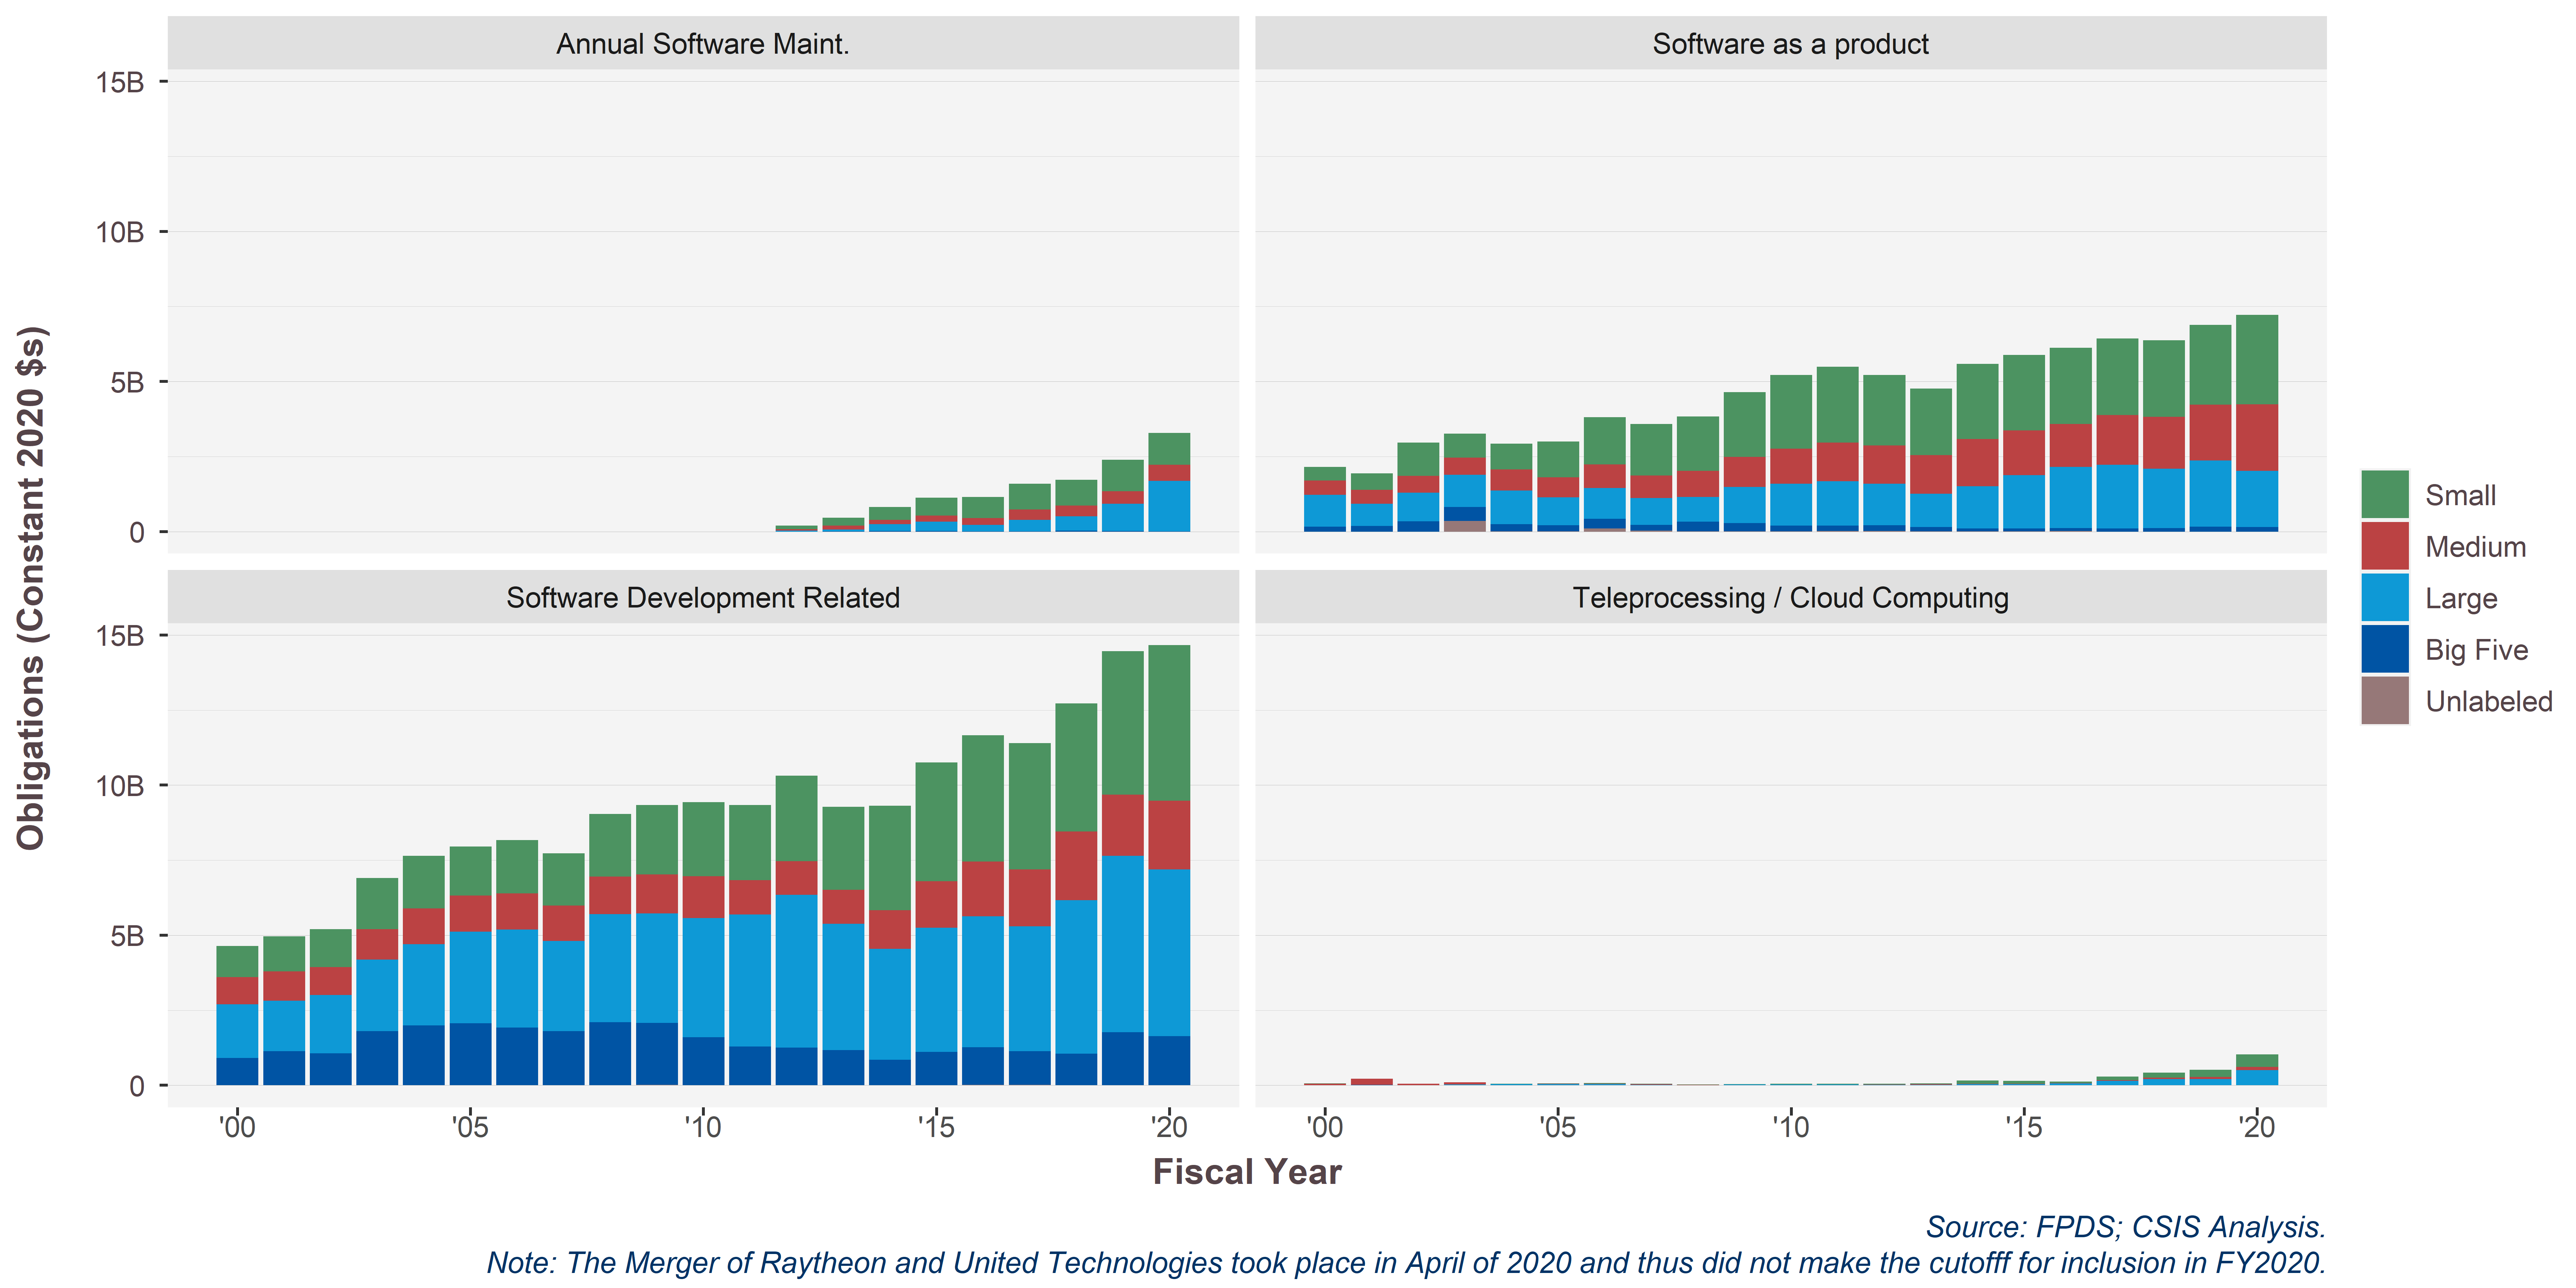 Annual Software Maint.
Software as a product
15B
10B
5B
0
Software Development Related
Teleprocessing / Cloud Computing
15B
10B
5B
0
'00
'05
'10
'15
'20
'00
'05
'10
'15
'20
Fiscal Year
Obligations (Constant 2020 $s)
Small
Medium
Large
Big Five
Unlabeled
Source: FPDS; CSIS Analysis.
Note: The Merger of Raytheon and United Technologies took place in April of 2020 and thus did not make the cutofff for inclusion in FY2020.